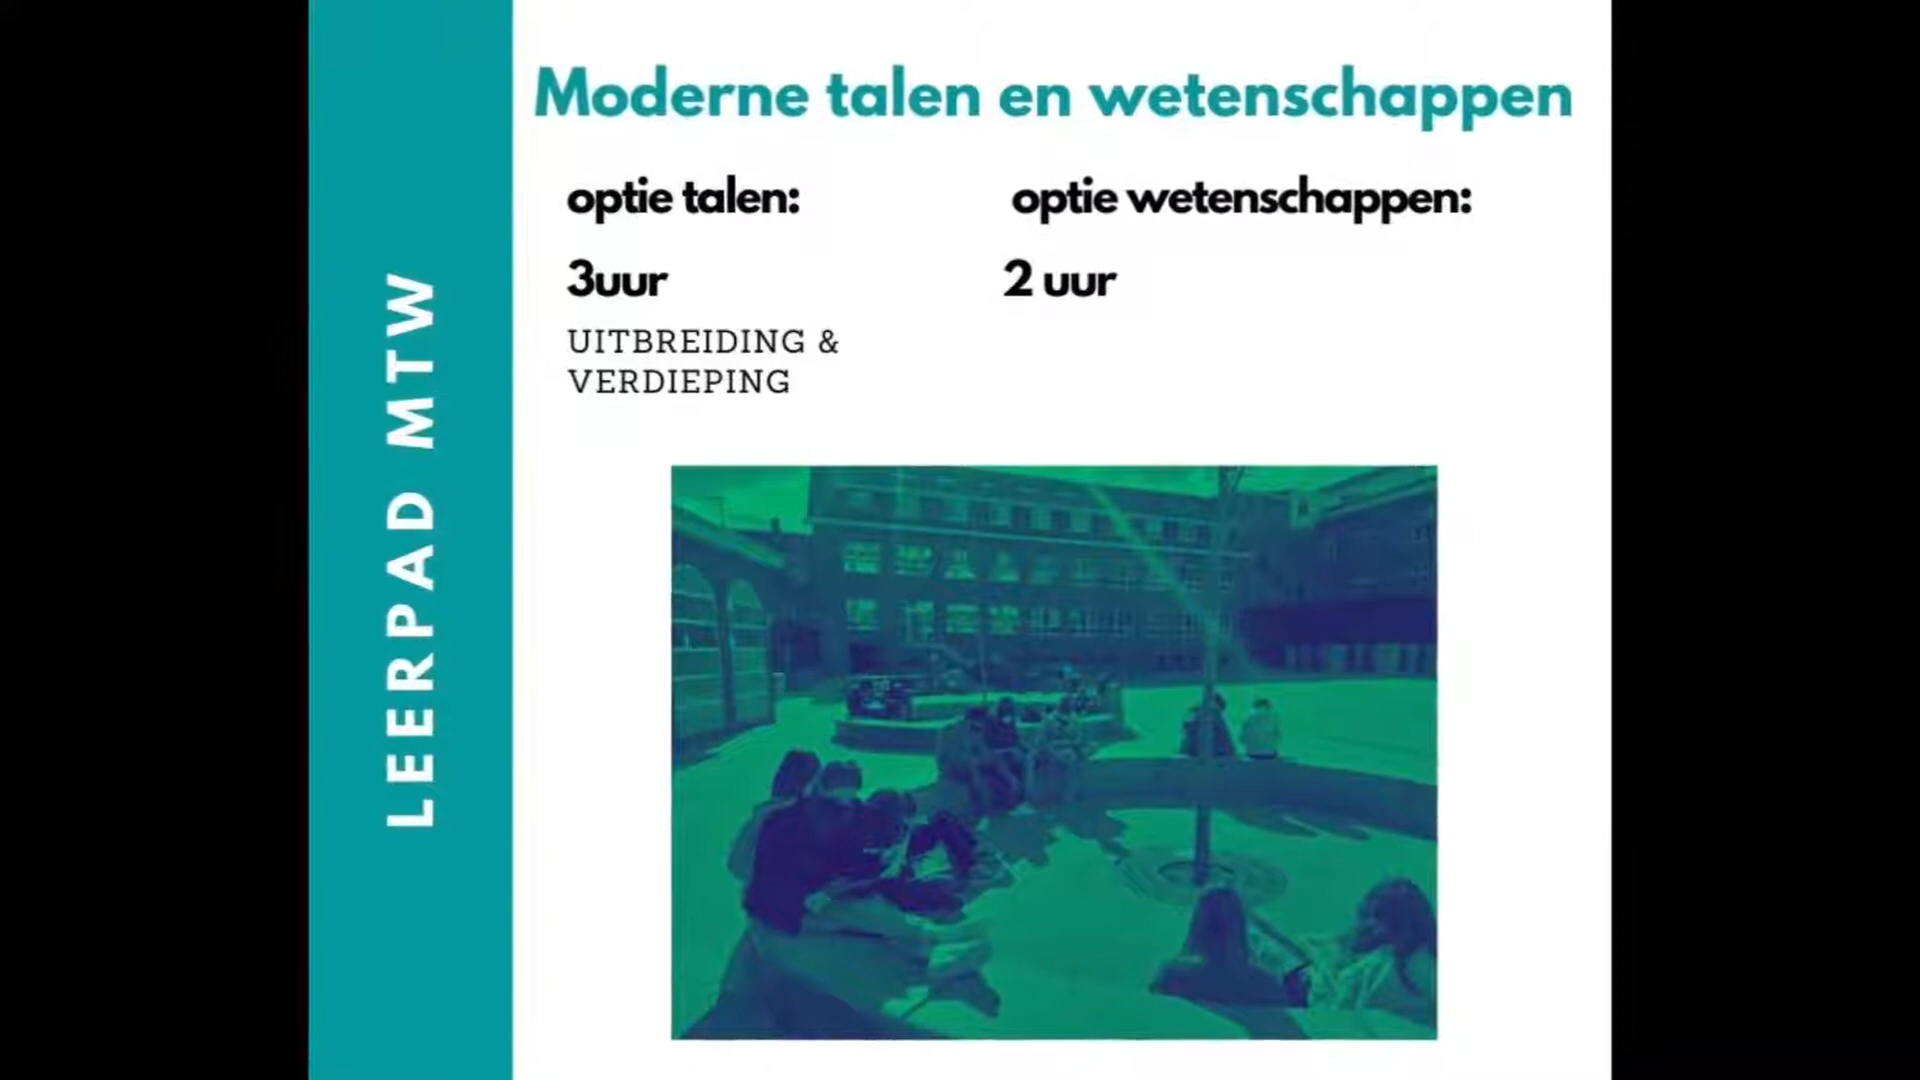 LEERPAD MTW
Moderne talen en wetenschappen
optie talen:
3uur
UITBREIDING &
VERDIEPING
optie wetenschappen:
2 uur